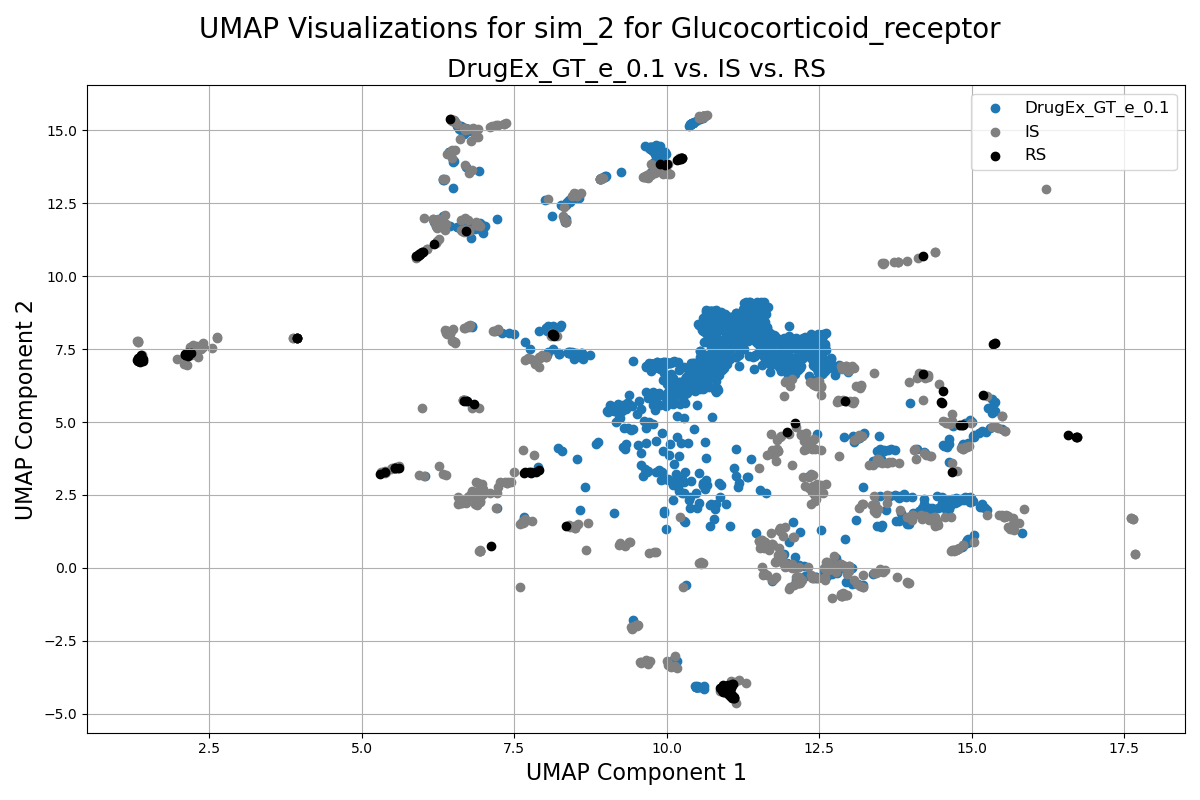 UMAP Visualizations for sim_2 for Glucocorticoid_receptor
DrugEx_GT_e_0.1 vs. IS vs. RS
DrugEx_GT_e_0.1
IS
RS
15.0
12.5
10.0
7.5
5.0
2.5
0.0
−2.5
−5.0
UMAP Component 2
2.5 5.0 7.5 10.0 12.5 15.0 17.5
UMAP Component 1